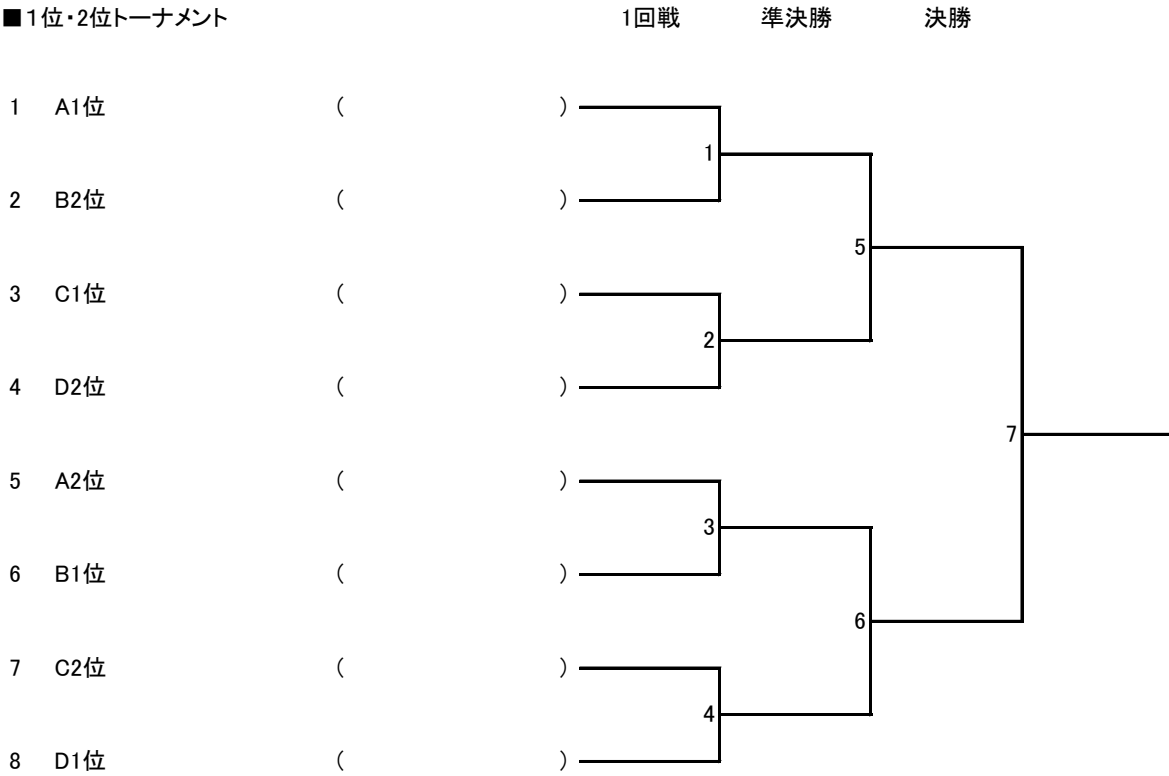 ■1位・2位トーナメント 1回戦 準決勝 決勝
1 A1位 ( )
1
2 B2位 ( )
5
3 C1位 ( )
2
4 D2位 ( )
7
5 A2位 ( )
3
6 B1位 ( )
6
7 C2位 ( )
4
8 D1位 ( )